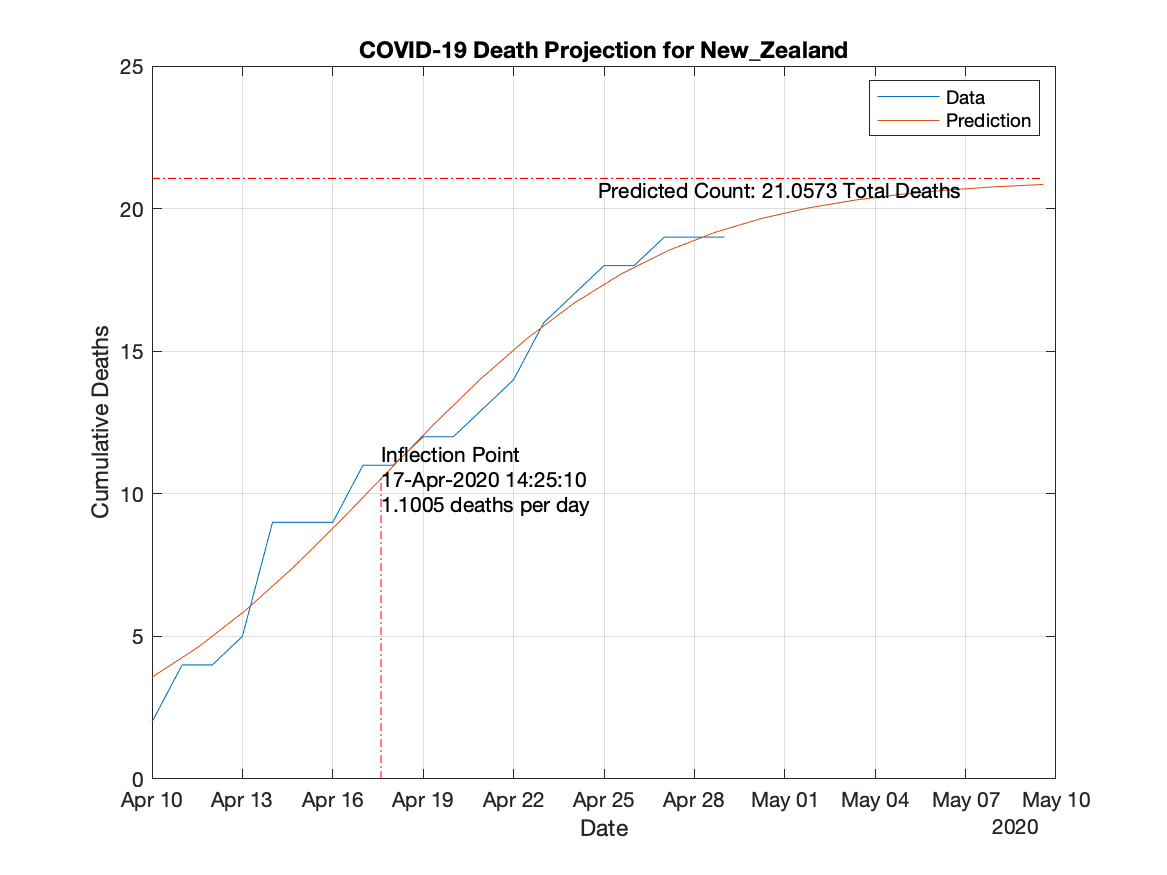 COVID-19 Death Projection for New_Zealand
25
20
15
10
5
0
Cumulative Deaths
Data
Prediction
Predicted Count: 21.0573 Total Deaths
Inflection Point
17-Apr-2020 14:25:10
1.1005 deaths per day
Apr 10 Apr 13 Apr 16 Apr 19 Apr 22 Apr 25 Apr 28 May 01 May 04 May 07 May 10
Date
2020